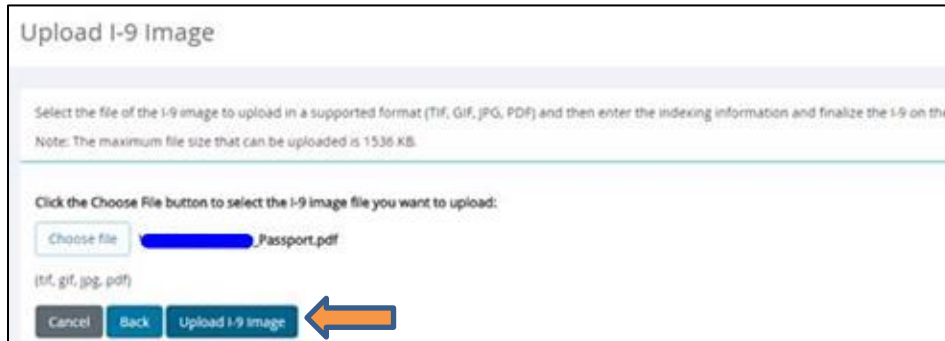 Upload I-9 Image
Select the file of the I-9 image to upload in a supported format (TIF, GIF, JPG, PDF) and then enter the indexing information and finalize the I-9 on the
Note: The maximum file size that can be uploaded is 1536 KB.
Click the Choose File button to select the I-9 image file you want to upload:
Choose file _Passport.pdf
(tif, gif, jpg, pdf)
Cancel Back Upload I-9 Image